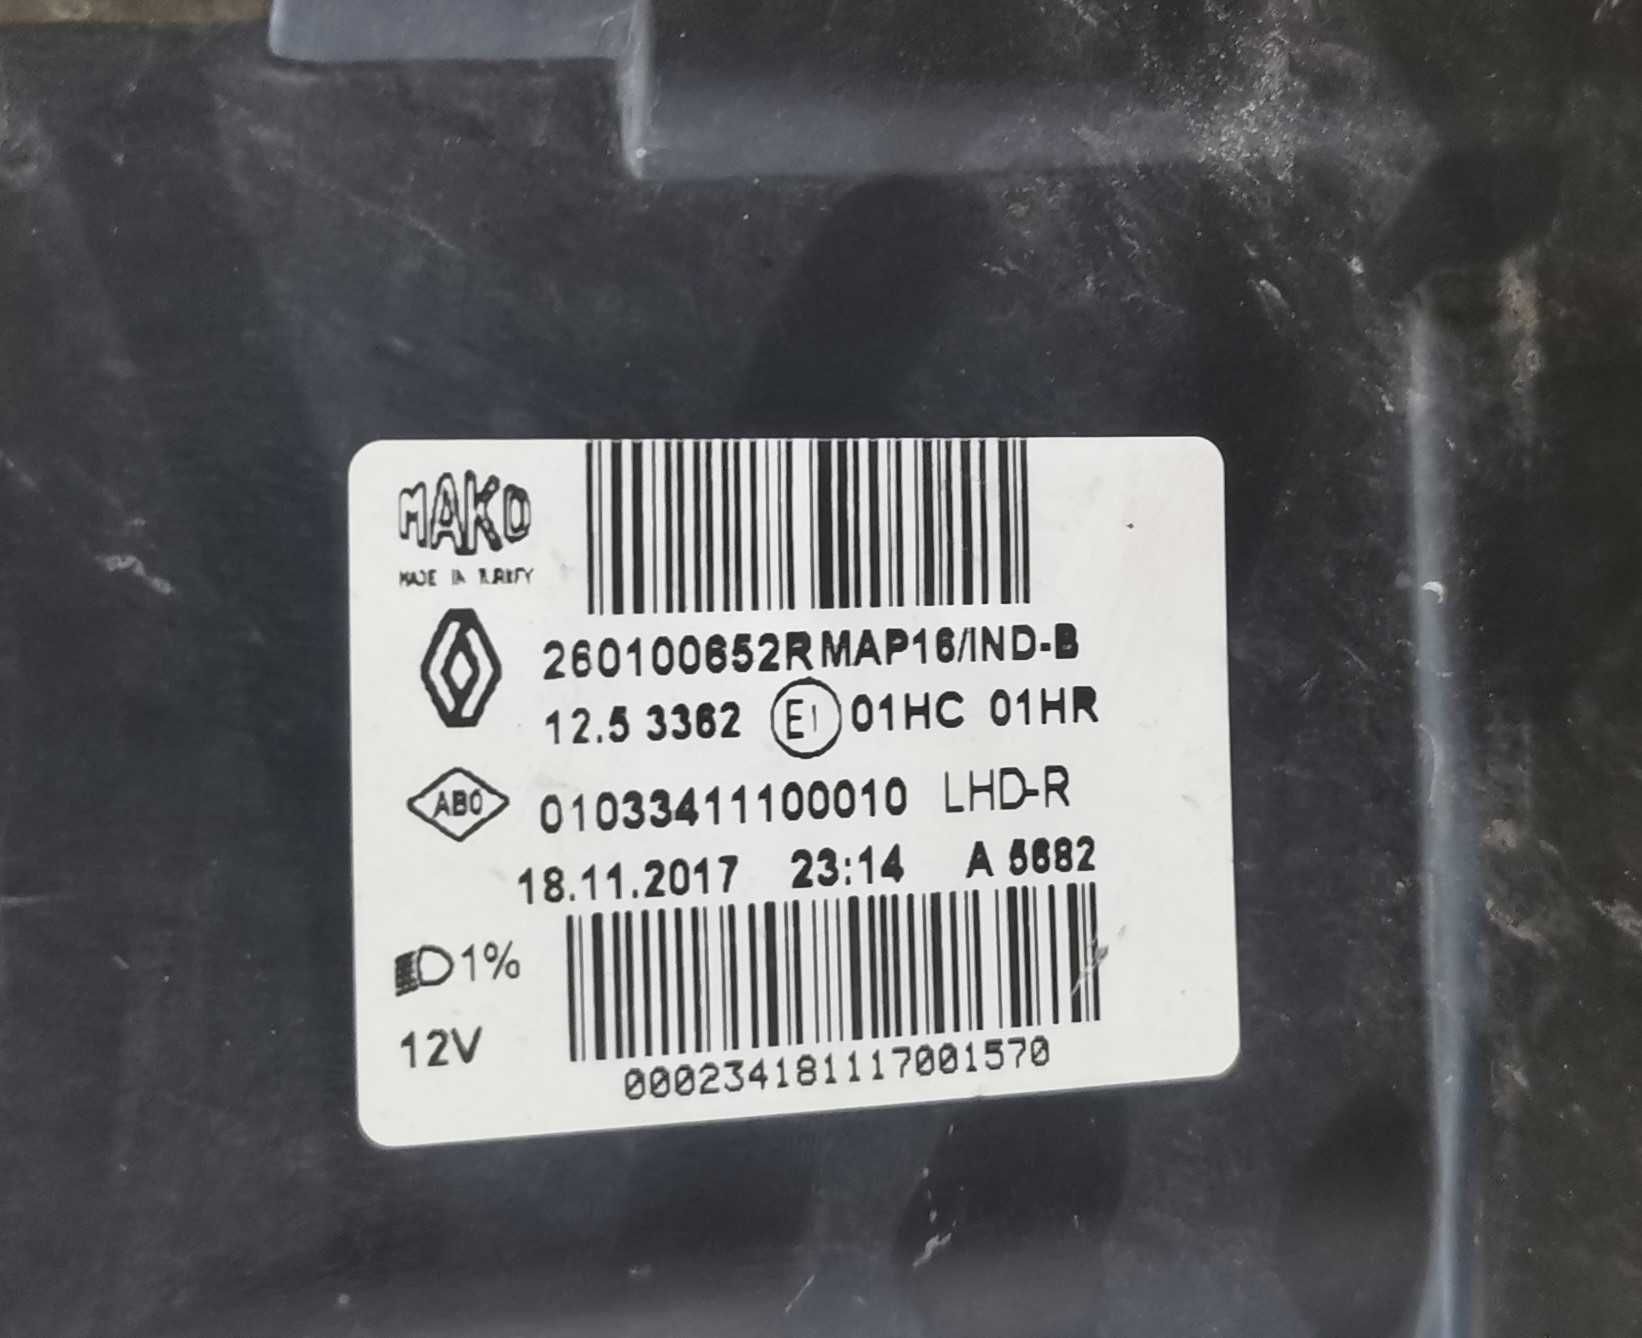 MAKO
MADE IN TURKEY
260100652R MAP16/IND-B
12.5 3362 E1 01HC 01HR
ABO 01033411100010 LHD-R
18.11.2017 23:14 A 5682
1%
12V
000234181117001570